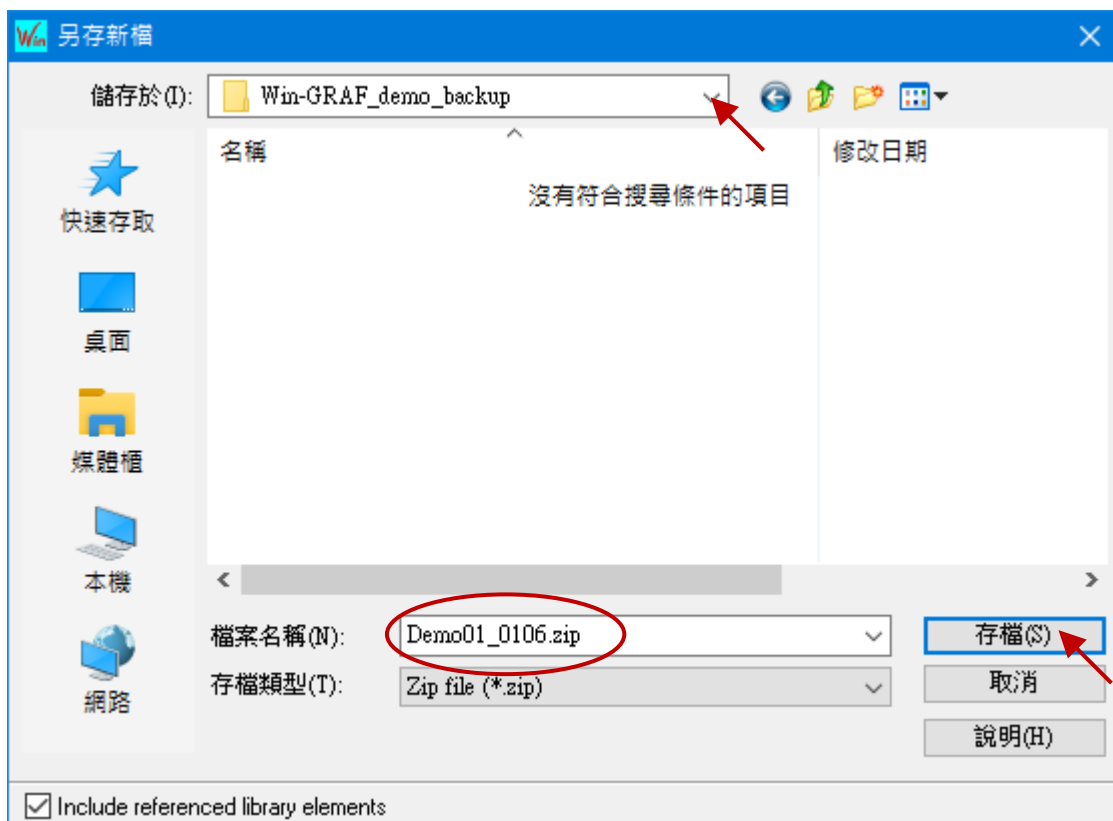 Win 另存新檔
儲存於(I): Win-GRAF_demo_backup
名稱 修改日期
沒有符合搜尋條件的項目
快速存取
桌面
媒體櫃
本機
網路
檔案名稱(N): Demo01_0106.zip 存檔(S)
存檔類型(T): Zip file (*.zip) 取消
說明(H)
Include referenced library elements